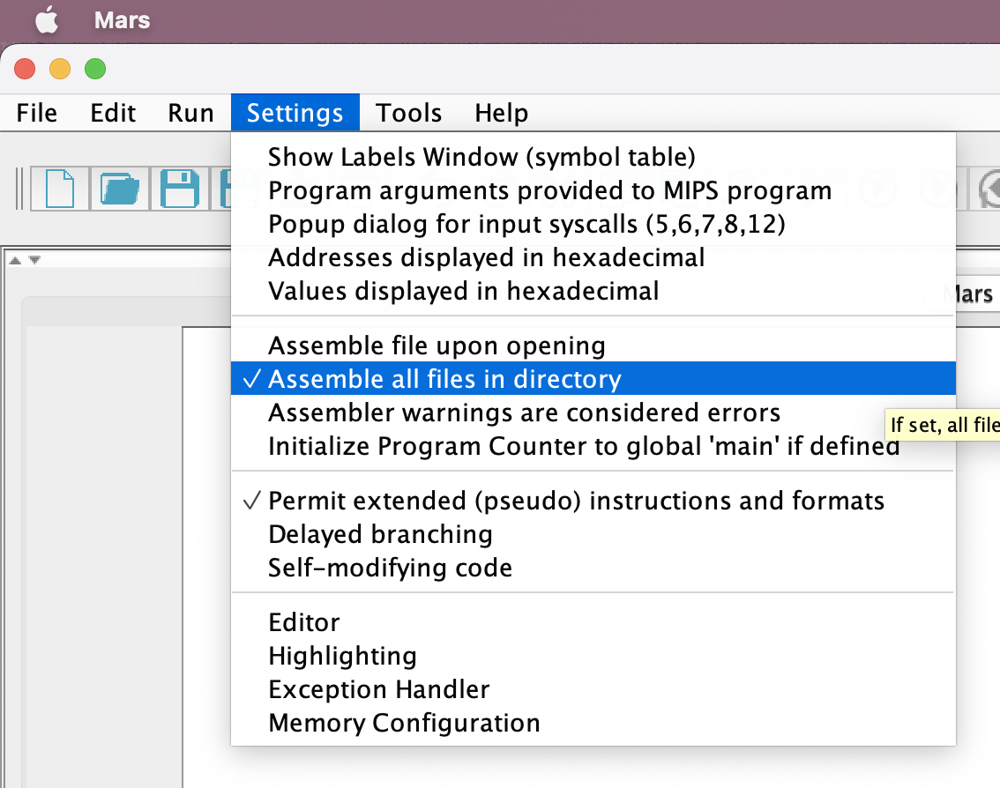 Mars
File Edit Run Settings Tools Help
Show Labels Window (symbol table)
Program arguments provided to MIPS program
Popup dialog for input syscalls (5,6,7,8,12)
Addresses displayed in hexadecimal
Values displayed in hexadecimal
Mars
Assemble file upon opening
✓ Assemble all files in directory
Assembler warnings are considered errors
If set, all file
Initialize Program Counter to global 'main' if defined
✓ Permit extended (pseudo) instructions and formats
Delayed branching
Self-modifying code
Editor
Highlighting
Exception Handler
Memory Configuration